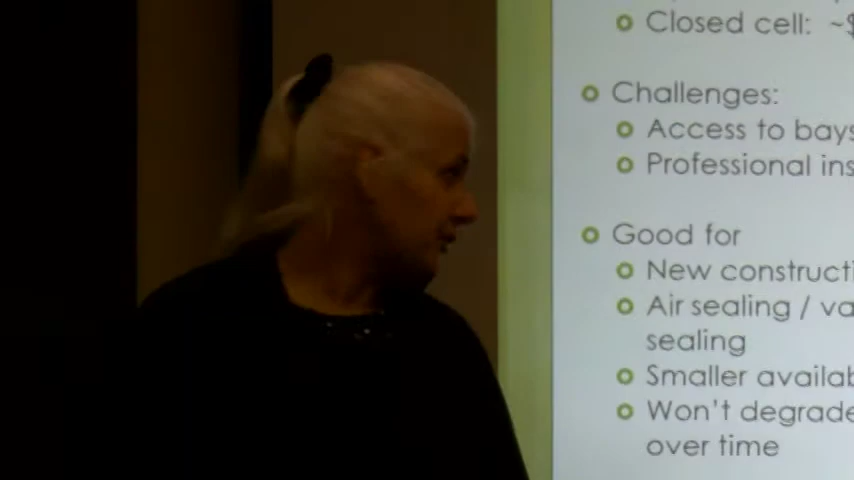 Closed cell: ~$
Challenges:
Access to bays
Professional ins
Good for
New constructi
Air sealing / va
sealing
Smaller availab
Won't degrade
over time